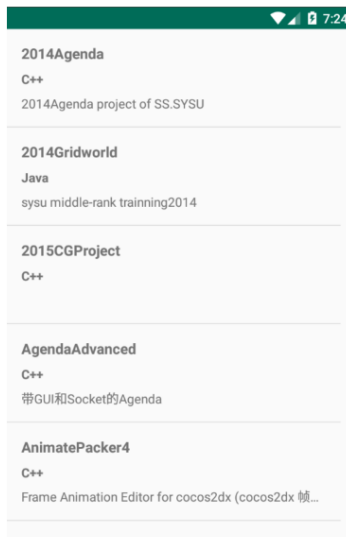 7:24
2014Agenda
C++
2014Agenda project of SS.SYSU
2014Gridworld
Java
sysu middle-rank trainning2014
2015CGProject
C++
AgendaAdvanced
C++
带GUI和Socket的Agenda
AnimatePacker4
C++
Frame Animation Editor for cocos2dx (cocos2dx 帧...